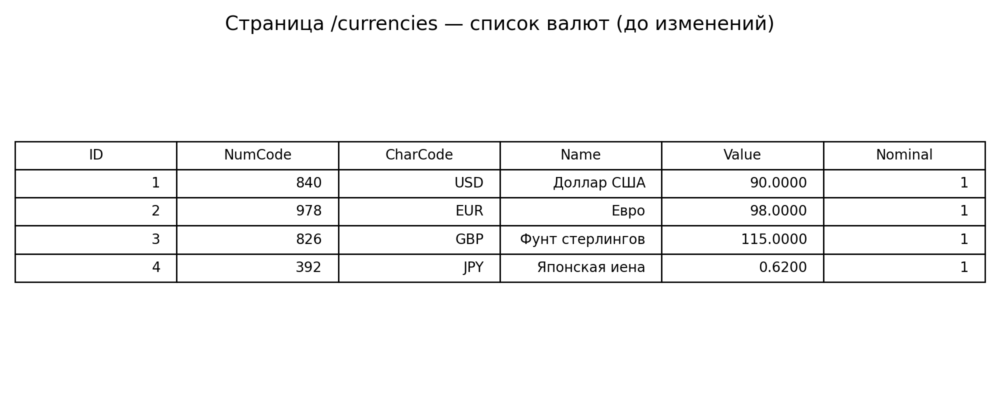 Страница /currencies — список валют (до изменений)
ID NumCode CharCode Name Value Nominal
1 840 USD Доллар США 90.0000 1
2 978 EUR Евро 98.0000 1
3 826 GBP Фунт стерлингов 115.0000 1
4 392 JPY Японская иена 0.6200 1